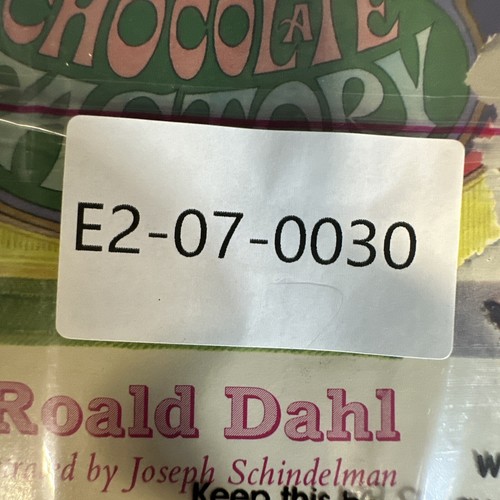 CHOCOLATE
FACTORY
E2-07-0030
Roald Dahl
by Joseph Schindelman
Keep this